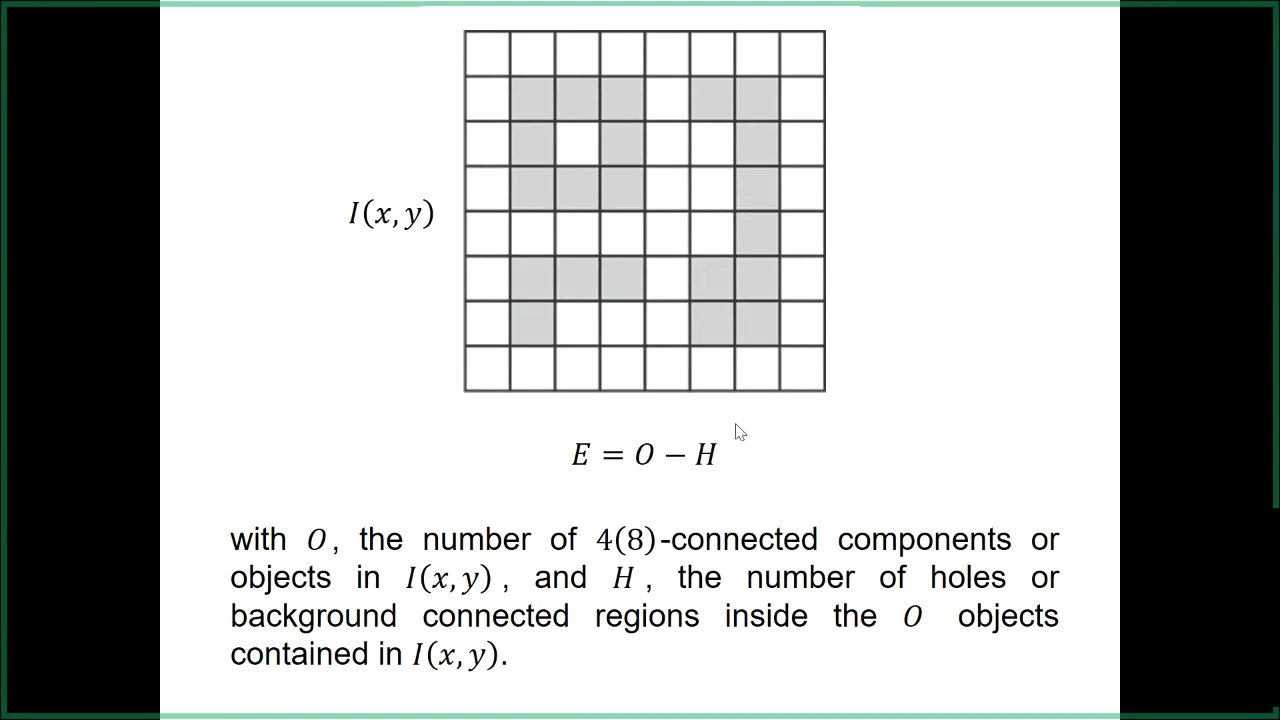 I(x, y)
E = O − H
with O, the number of 4(8)-connected components or
objects in I(x, y), and H, the number of holes or
background connected regions inside the O objects
contained in I(x, y).